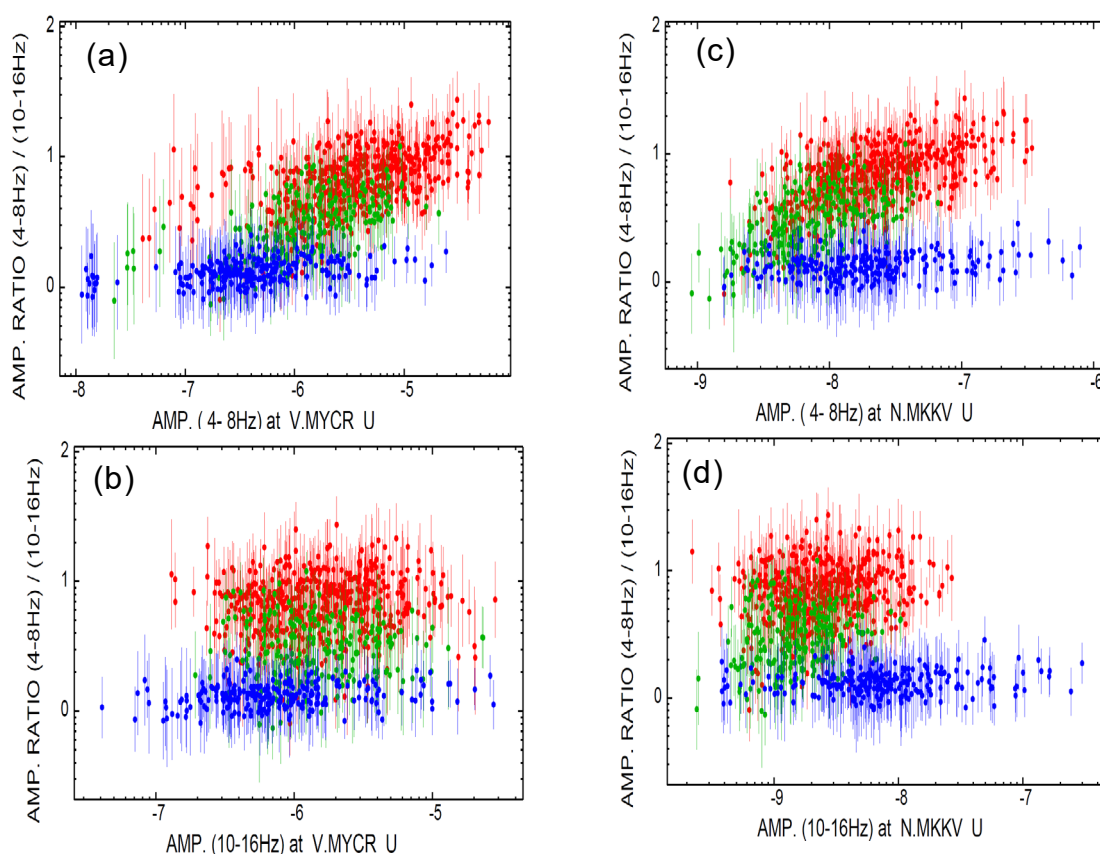 (a)
AMP. RATIO (4-8Hz) / (10-16Hz)
2
1
0
-8 -7 -6 -5
AMP. ( 4- 8Hz) at V.MYCR U
(c)
AMP. RATIO (4-8Hz) / (10-16Hz)
2
1
0
-9 -8 -7 -6
AMP. ( 4- 8Hz) at N.MKKV U
(b)
AMP. RATIO (4-8Hz) / (10-16Hz)
2
1
0
-7 -6 -5
AMP. (10-16Hz) at V.MYCR U
(d)
AMP. RATIO (4-8Hz) / (10-16Hz)
2
1
0
-9 -8 -7
AMP. (10-16Hz) at N.MKKV U